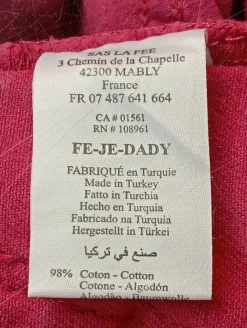 SAS LA FEE
3 Chemin de la Chapelle
42300 MABLY
France
FR 07 487 641 664
CA # 01561
RN # 108961
FE-JE-DADY
FABRIQUÉ en Turquie
Made in Turkey
Fatto in Turchia
Hecho en Turquia
Fabricado na Turquia
Hergestellt in Türkei
صنع في تركيا
98% Coton - Cotton
Cotone - Algodón
Algodão - Baumwolle